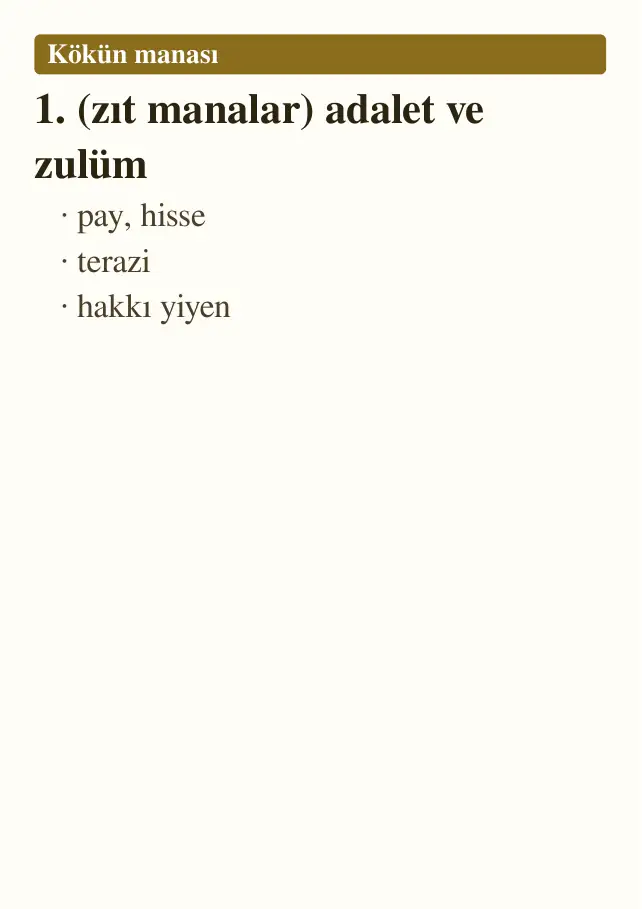 Kökün manası
1. (zıt manalar) adalet ve
zulüm
· pay, hisse
· terazi
· hakkı yiyen